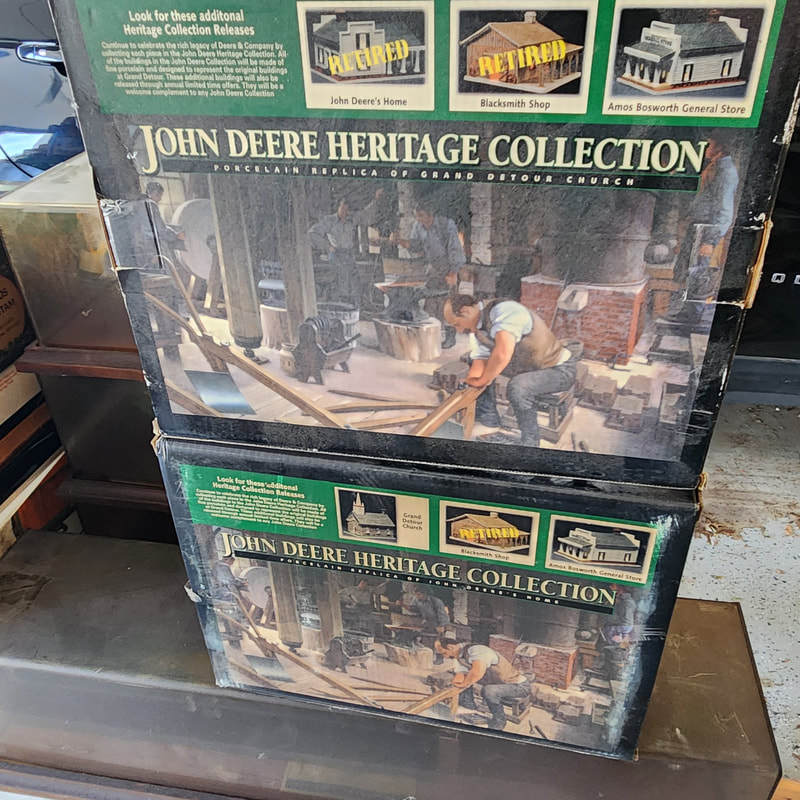 Look for these additonal
Heritage Collection Releases
Continue to celebrate the rich legacy of Deere & Company by
collecting each piece in the John Deere Heritage Collection. All
of the buildings in the John Deere Collection will be made of
fine porcelain and designed to represent the original buildings
at Grand Detour. These additional buildings will also be
released through annual limited time offers. They will be a
welcome complement to any John Deere Collection
RETIRED
John Deere's Home
RETIRED
Blacksmith Shop
Amos Bosworth General Store
JOHN DEERE HERITAGE COLLECTION
PORCELAIN REPLICA OF GRAND DETOUR CHURCH
Look for these additonal
Heritage Collection Releases
Grand
Detour
Church
RETIRED
Blacksmith Shop
Amos Bosworth General Store
JOHN DEERE HERITAGE COLLECTION
PORCELAIN REPLICA OF JOHN DEERE'S HOME